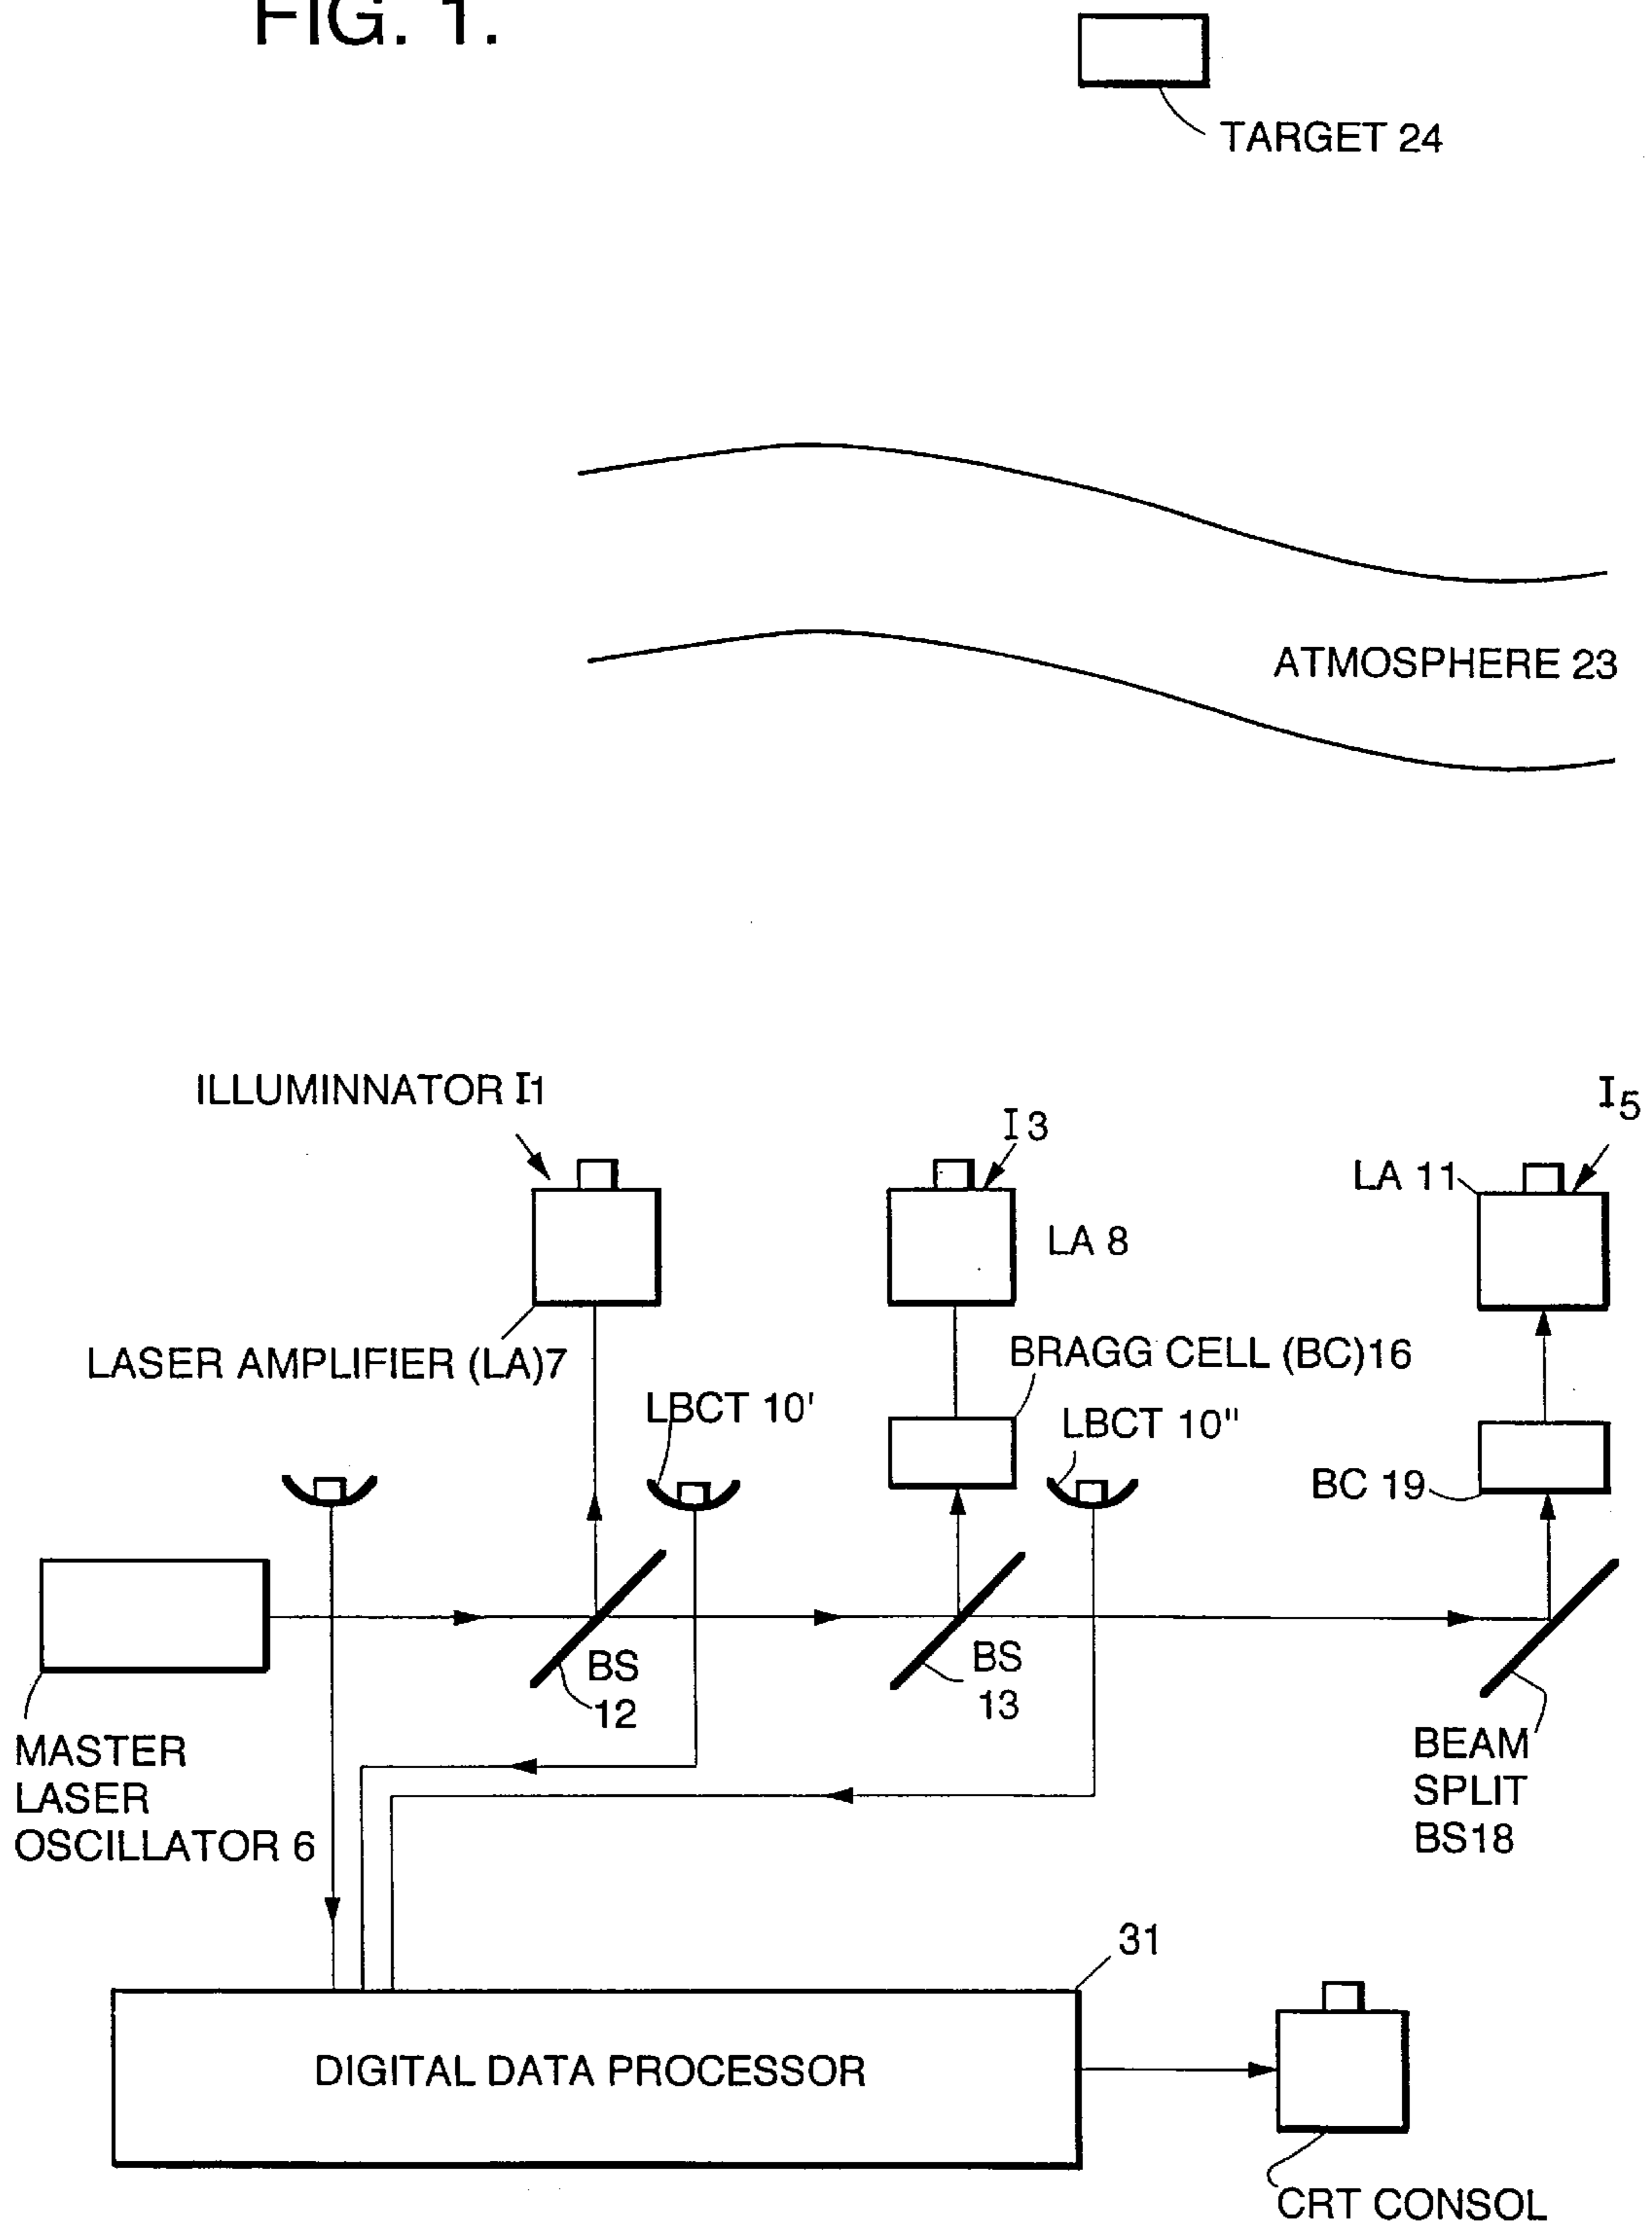 FIG. 1.
TARGET 24
ATMOSPHERE 23
ILLUMINNATOR I1
I3
I5
LA 11
LA 8
LASER AMPLIFIER (LA)7
BRAGG CELL (BC)16
LBCT 10'
LBCT 10"
BC 19
BS
12
BS
13
MASTER
LASER
OSCILLATOR 6
BEAM
SPLIT
BS18
31
DIGITAL DATA PROCESSOR
CRT CONSOL